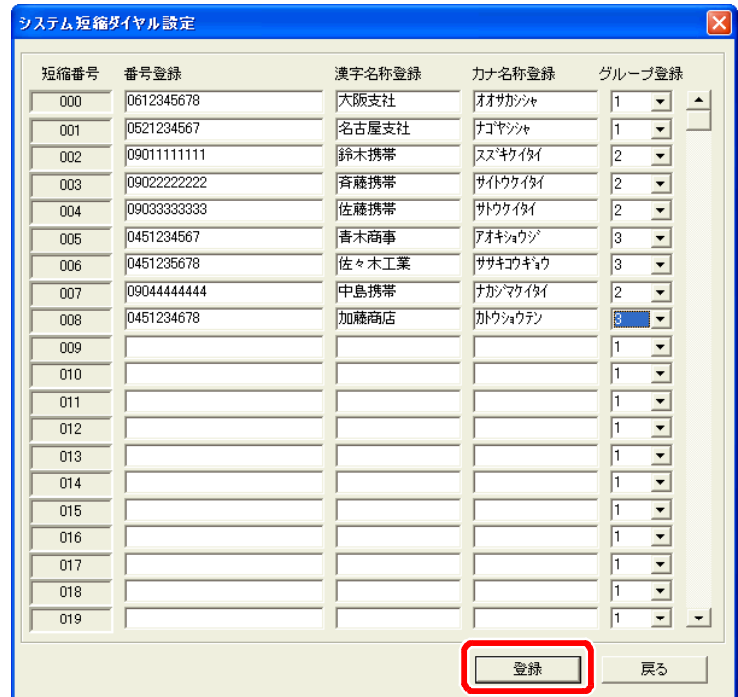 システム短縮ダイヤル設定
短縮番号 番号登録 漢字名称登録 カナ名称登録 グループ登録
000 0612345678 大阪支社 ｵｵｻｶｼｼｬ 1
001 0521234567 名古屋支社 ﾅｺﾞﾔｼｼｬ 1
002 09011111111 鈴木携帯 ｽｽﾞｷｹｲﾀｲ 2
003 09022222222 斉藤携帯 ｻｲﾄｳｹｲﾀｲ 2
004 09033333333 佐藤携帯 ｻﾄｳｹｲﾀｲ 2
005 0451234567 青木商事 ｱｵｷｼｮｳｼﾞ 3
006 0451235678 佐々木工業 ｻｻｷｺｳｷﾞｮｳ 3
007 09044444444 中島携帯 ﾅｶｼﾞﾏｹｲﾀｲ 2
008 0451234678 加藤商店 ｶﾄｳｼｮｳﾃﾝ 3
009 1
010 1
011 1
012 1
013 1
014 1
015 1
016 1
017 1
018 1
019 1
登録 戻る